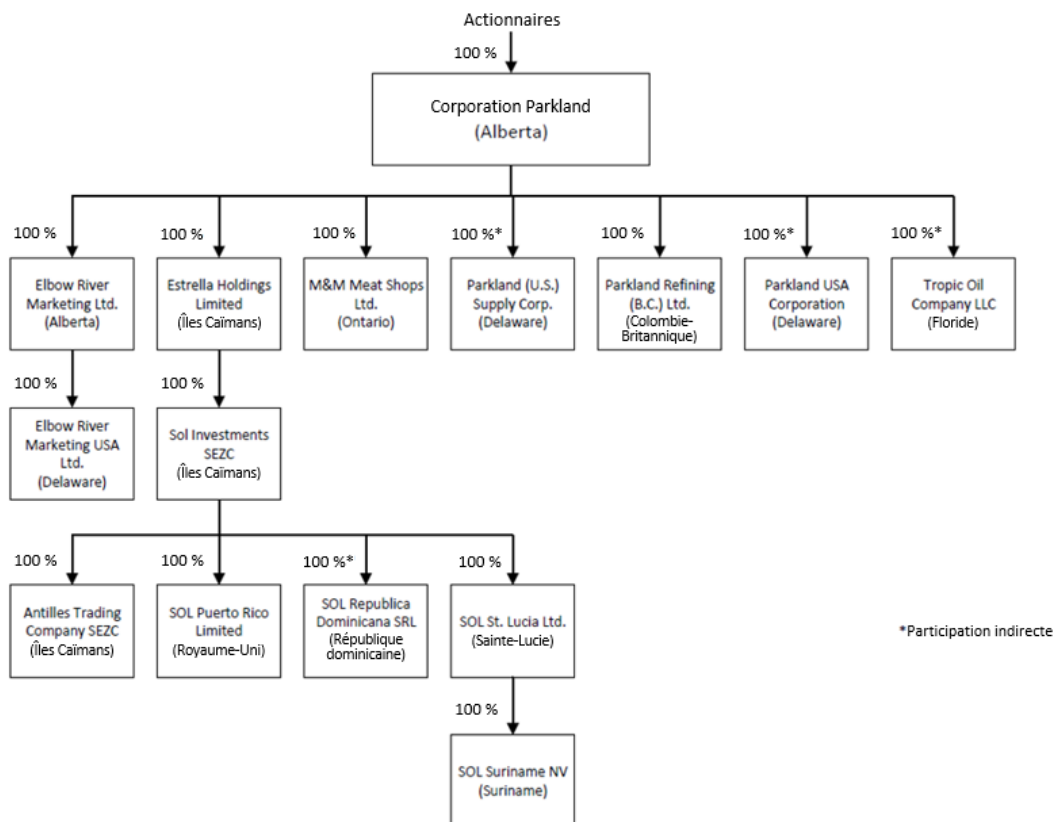 Actionnaires
100 %
Corporation Parkland
(Alberta)
100 %
100 %
100 %
100 %*
100 %
100 %*
100 %*
Elbow River
Marketing Ltd.
(Alberta)
Estrella Holdings
Limited
(Îles Caïmans)
M&M Meat Shops
Ltd.
(Ontario)
Parkland (U.S.)
Supply Corp.
(Delaware)
Parkland Refining
(B.C.) Ltd.
(Colombie-
Britannique)
Parkland USA
Corporation
(Delaware)
Tropic Oil
Company LLC
(Floride)
100 %
100 %
Elbow River
Marketing USA
Ltd.
(Delaware)
Sol Investments
SEZC
(Îles Caïmans)
100 %
100 %
100 %*
100 %
Antilles Trading
Company SEZC
(Îles Caïmans)
SOL Puerto Rico
Limited
(Royaume-Uni)
SOL Republica
Dominicana SRL
(République
dominicaine)
SOL St. Lucia Ltd.
(Sainte-Lucie)
*Participation indirecte
100 %
SOL Suriname NV
(Suriname)